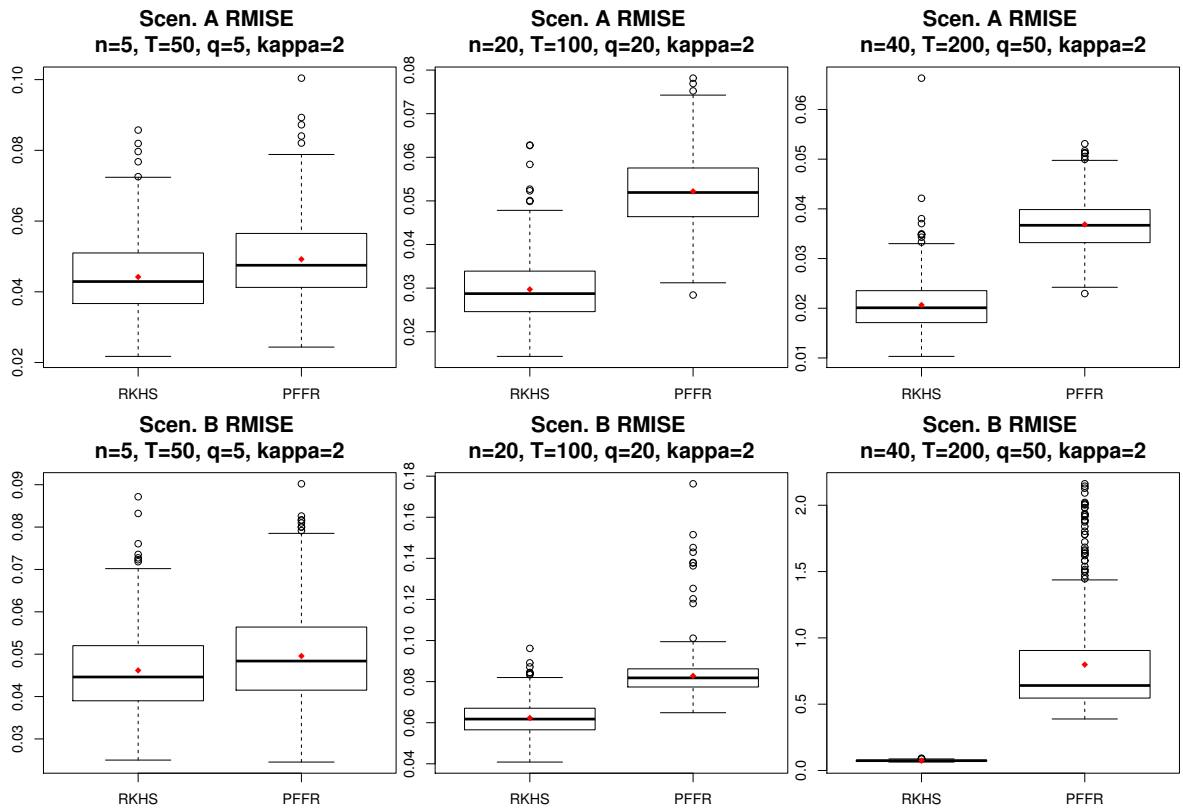 Scen. A RMISE
n=5, T=50, q=5, kappa=2
0.10
0.08
0.06
0.04
0.02
RKHS PFFR
Scen. A RMISE
n=20, T=100, q=20, kappa=2
0.08
0.07
0.06
0.05
0.04
0.03
0.02
RKHS PFFR
Scen. A RMISE
n=40, T=200, q=50, kappa=2
0.06
0.05
0.04
0.03
0.02
0.01
RKHS PFFR
Scen. B RMISE
n=5, T=50, q=5, kappa=2
0.09
0.08
0.07
0.06
0.05
0.04
0.03
RKHS PFFR
Scen. B RMISE
n=20, T=100, q=20, kappa=2
0.18
0.16
0.14
0.12
0.10
0.08
0.06
0.04
RKHS PFFR
Scen. B RMISE
n=40, T=200, q=50, kappa=2
2.0
1.5
1.0
0.5
0.0
RKHS PFFR